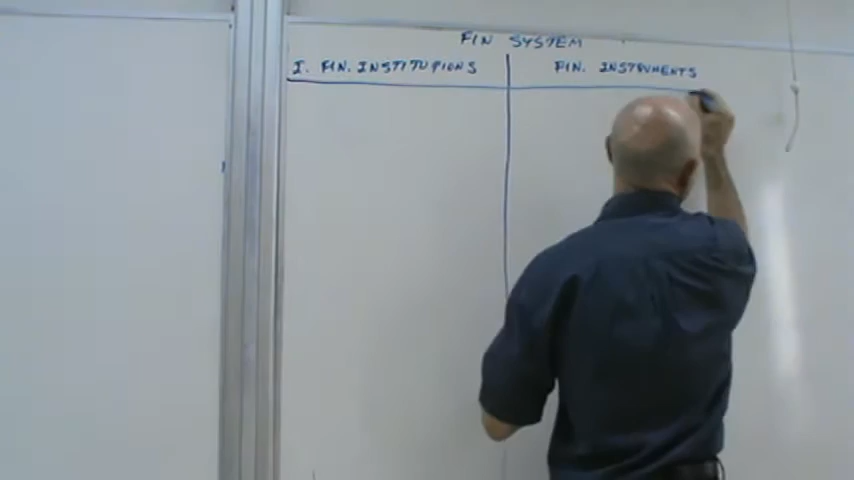 FIN SYSTEM
I. FIN. INSTITUTIONS
FIN. INSTRUMENTS